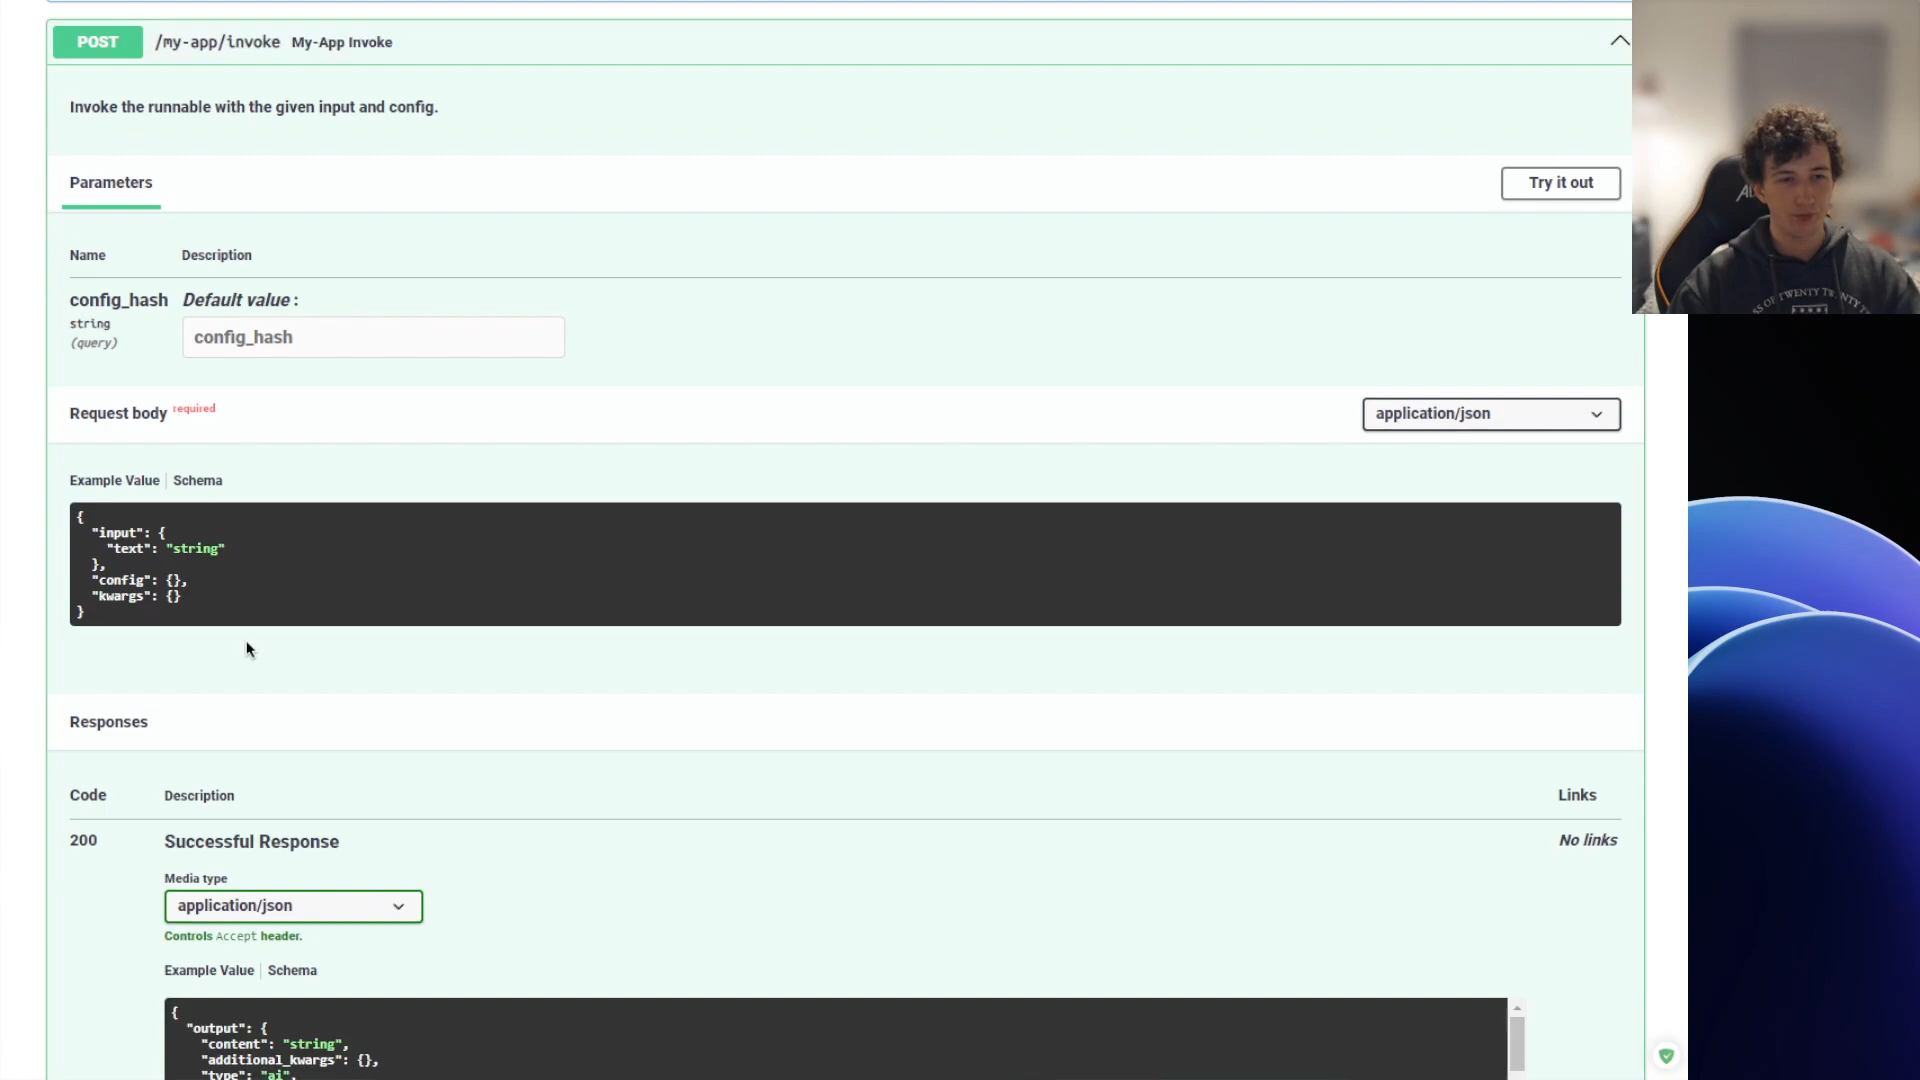 POST /my-app/invoke My-App Invoke
Invoke the runnable with the given input and config.
Parameters
Try it out
Name Description
config_hash Default value :
string
(query)
config_hash
Request body required
application/json
Example Value Schema
{
"input": {
"text": "string"
},
"config": {},
"kwargs": {}
}
Responses
Code Description Links
200 Successful Response No links
Media type
application/json
Controls Accept header.
Example Value Schema
{
"output": {
"content": "string",
"additional_kwargs": {},
"type": "ai",